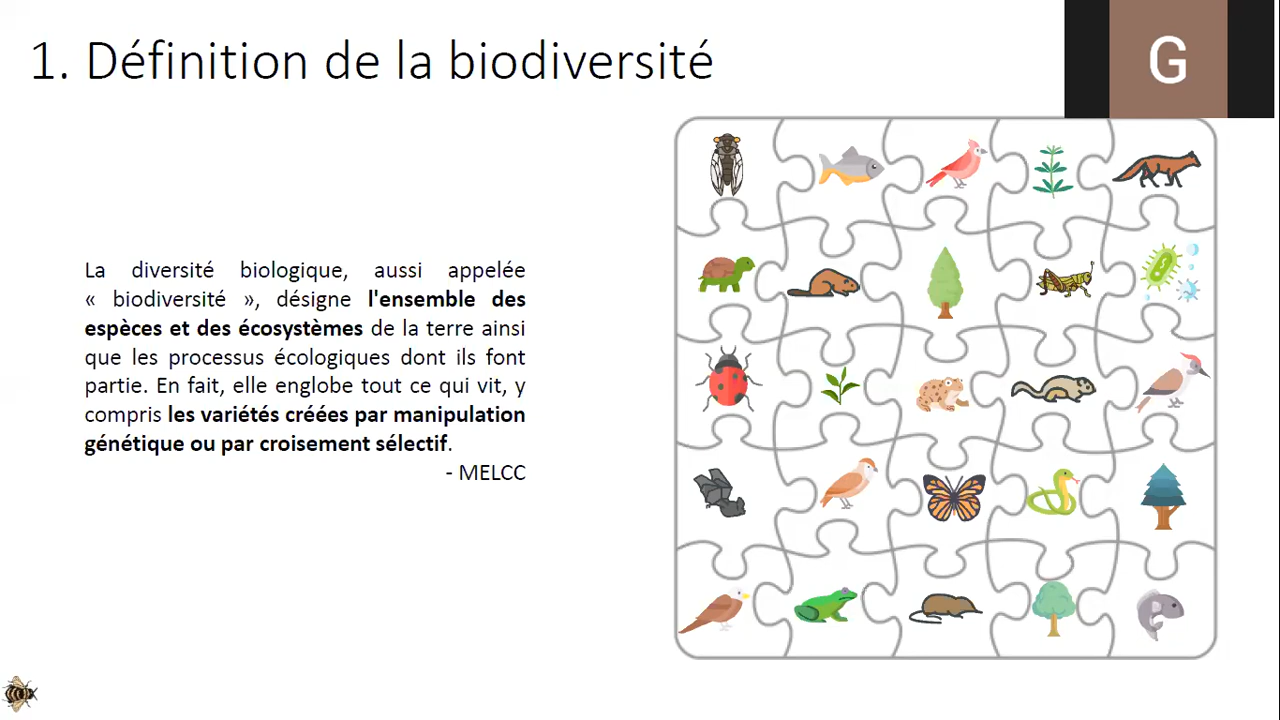 1. Définition de la biodiversité
G
La diversité biologique, aussi appelée
« biodiversité », désigne l'ensemble des
espèces et des écosystèmes de la terre ainsi
que les processus écologiques dont ils font
partie. En fait, elle englobe tout ce qui vit, y
compris les variétés créées par manipulation
génétique ou par croisement sélectif.
- MELCC